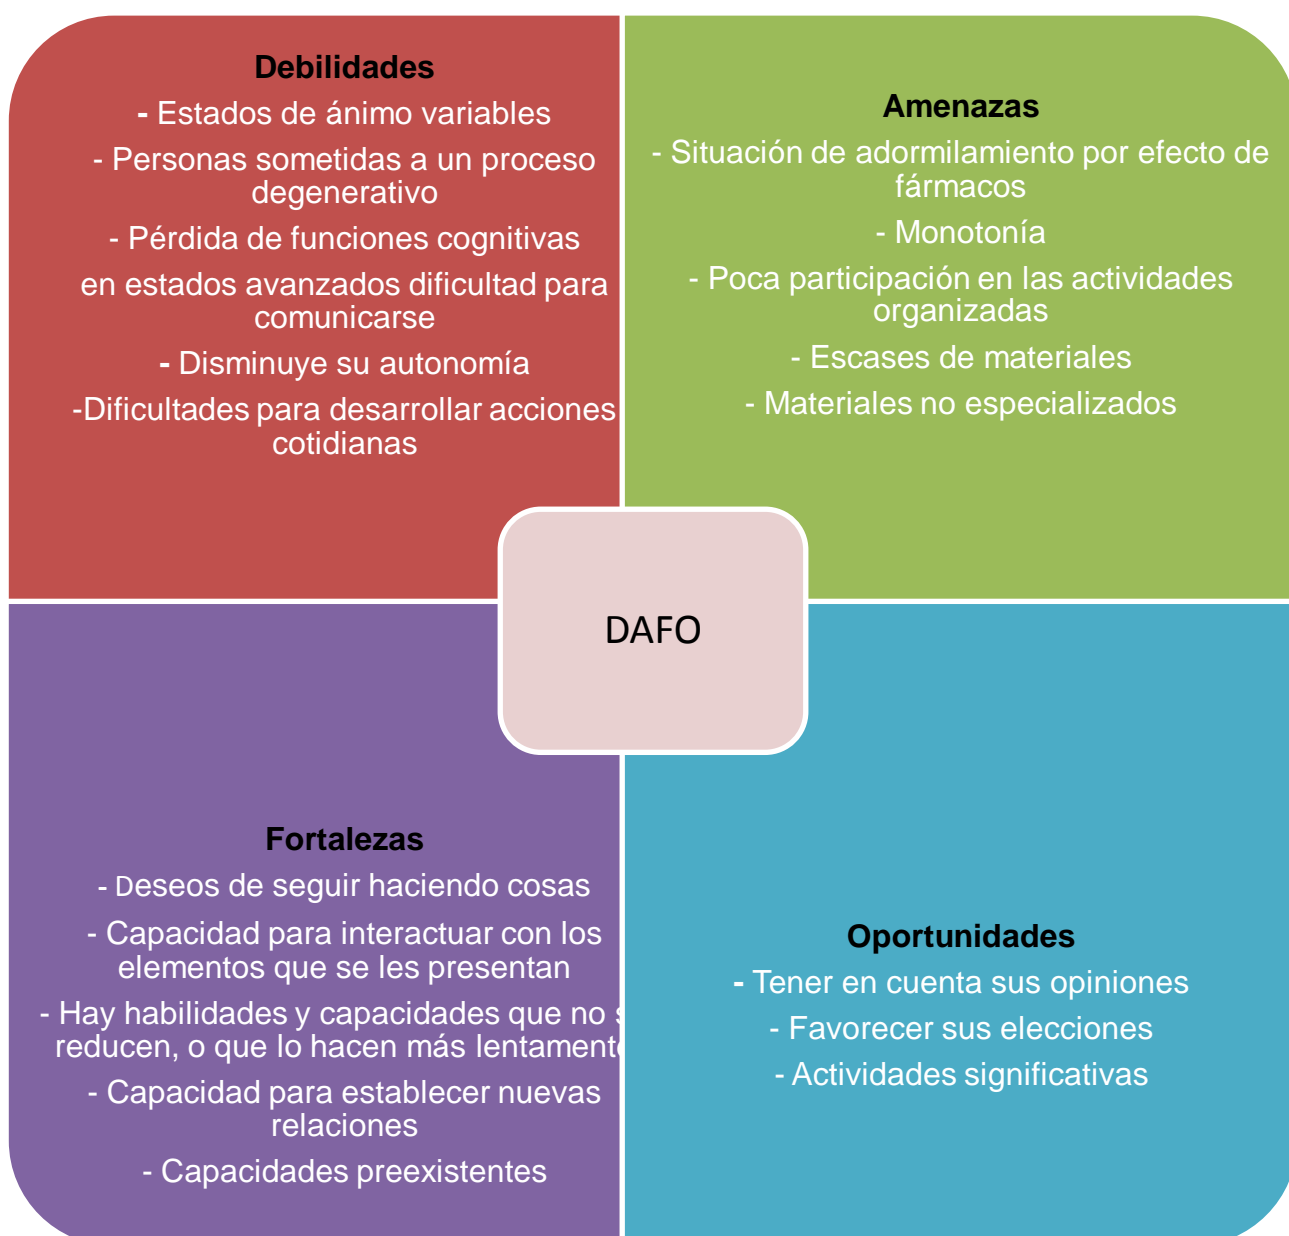 Debilidades
- Estados de ánimo variables
- Personas sometidas a un proceso
degenerativo
- Pérdida de funciones cognitivas
en estados avanzados dificultad para
comunicarse
- Disminuye su autonomía
-Dificultades para desarrollar acciones
cotidianas
Amenazas
- Situación de adormilamiento por efecto de
fármacos
- Monotonía
- Poca participación en las actividades
organizadas
- Escases de materiales
- Materiales no especializados
DAFO
Fortalezas
- Deseos de seguir haciendo cosas
- Capacidad para interactuar con los
elementos que se les presentan
- Hay habilidades y capacidades que no s
reducen, o que lo hacen más lentamente
- Capacidad para establecer nuevas
relaciones
- Capacidades preexistentes
Oportunidades
- Tener en cuenta sus opiniones
- Favorecer sus elecciones
- Actividades significativas